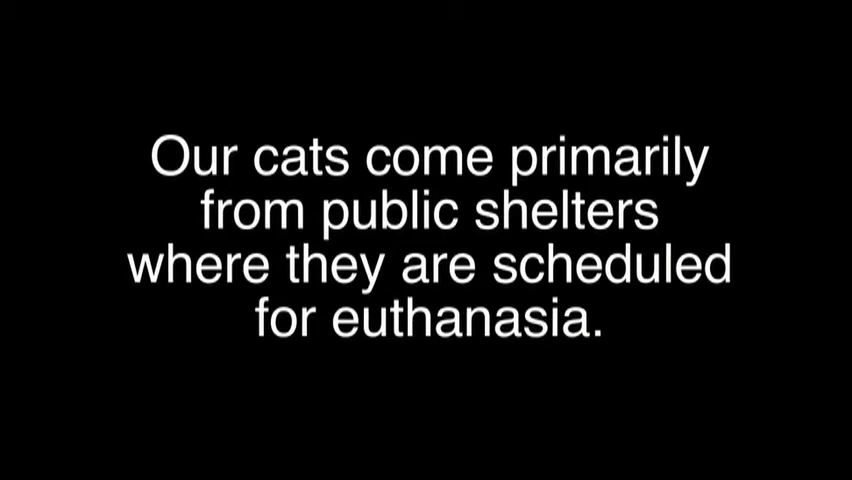 Our cats come primarily
from public shelters
where they are scheduled
for euthanasia.